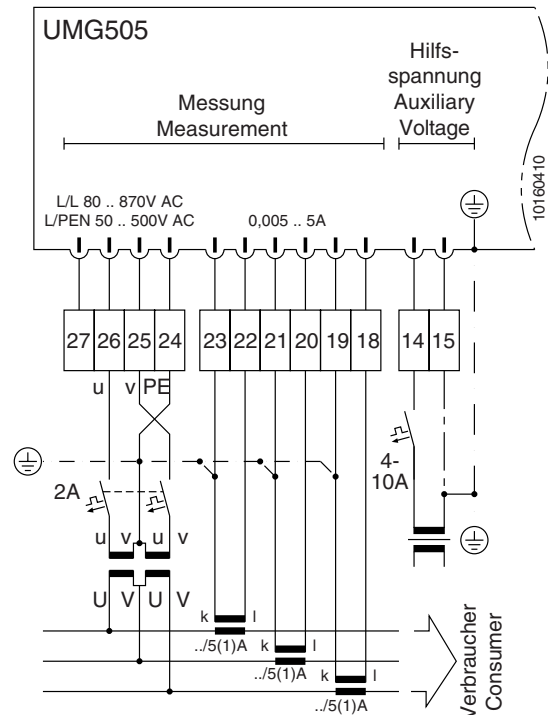 UMG505
Hilfs-
spannung
Auxiliary
Voltage
Messung
Measurement
L/L 80 .. 870V AC
L/PEN 50 .. 500V AC
0,005 .. 5A
10160410
27 26 25 24 23 22 21 20 19 18 14 15
u v PE
4-
10A
2A
u v u v
U V U V
k l
../5(1)A
k l
../5(1)A
k l
../5(1)A
Verbraucher
Consumer